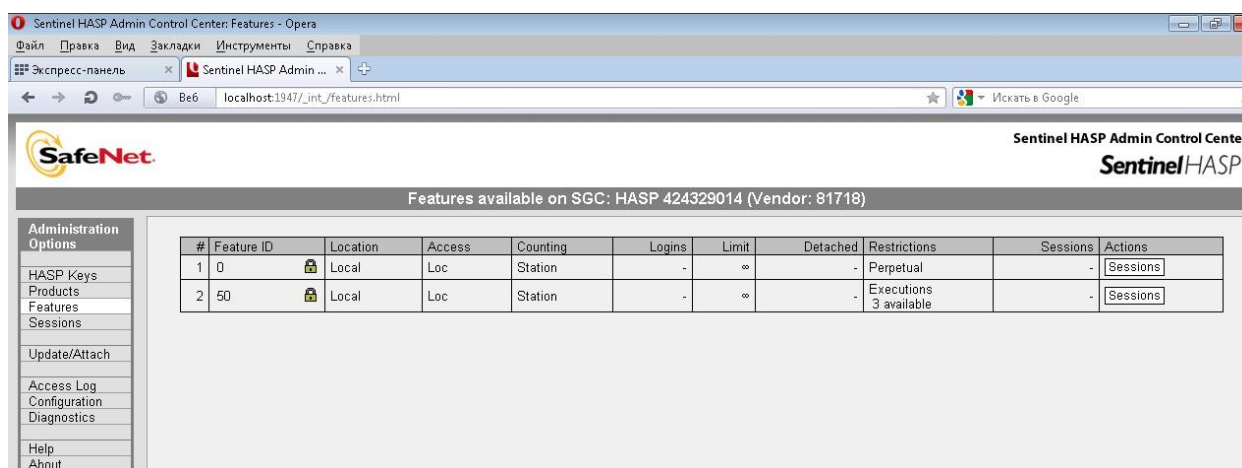 Sentinel HASP Admin Control Center: Features - Opera
Файл Правка Вид Закладки Инструменты Справка
Экспресс-панель Sentinel HASP Admin ...
Веб localhost:1947/_int_/features.html Искать в Google
SafeNet.
Sentinel HASP Admin Control Cente
Sentinel HASP
Features available on SGC: HASP 424329014 (Vendor: 81718)
Administration
Options
HASP Keys
Products
Features
Sessions
Update/Attach
Access Log
Configuration
Diagnostics
Help
About
# Feature ID Location Access Counting Logins Limit Detached Restrictions Sessions Actions
1 0 Local Loc Station - ∞ - Perpetual - Sessions
2 50 Local Loc Station - ∞ - Executions - Sessions
3 available